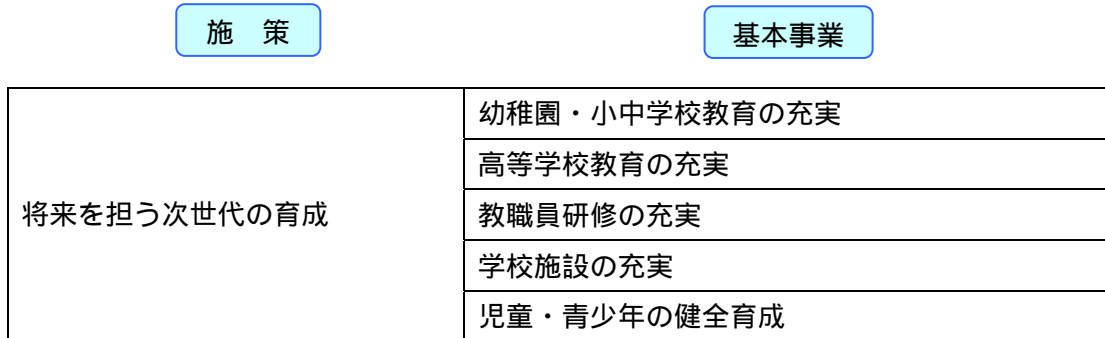 施　策
基本事業
将来を担う次世代の育成
幼稚園・小中学校教育の充実
高等学校教育の充実
教職員研修の充実
学校施設の充実
児童・青少年の健全育成